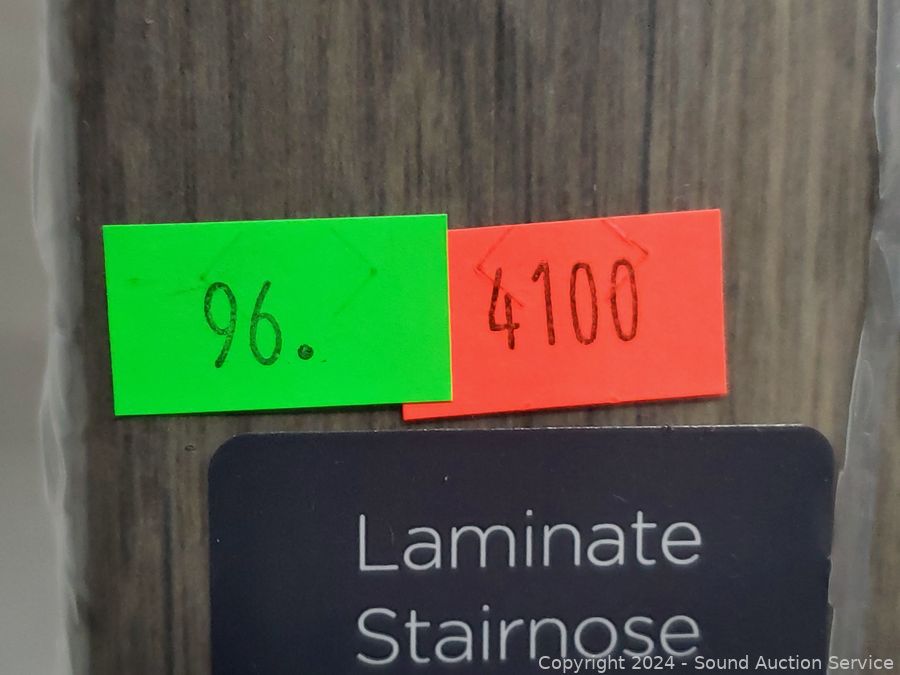 96.
4100
Laminate
Stairnose
Copyright 2024 - Sound Auction Service